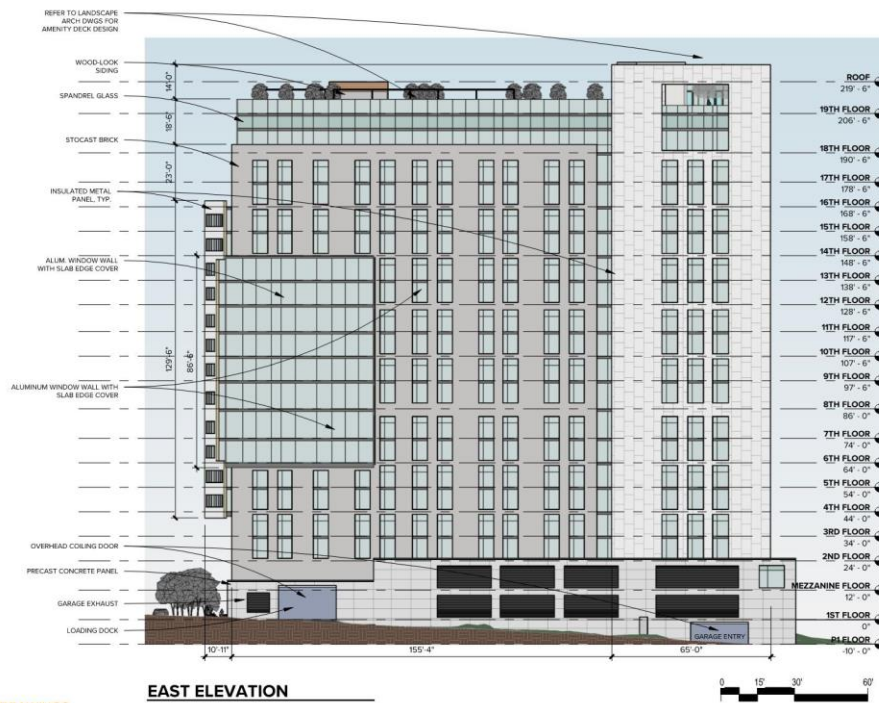 REFER TO LANDSCAPE
ARCH DWGS FOR
AMENITY DECK DESIGN
WOOD-LOOK
SIDING
SPANDREL GLASS
STOCAST BRICK
INSULATED METAL
PANEL, TYP.
ALUM. WINDOW WALL
WITH SLAB EDGE COVER
ALUMINUM WINDOW WALL WITH
SLAB EDGE COVER
OVERHEAD COILING DOOR
PRECAST CONCRETE PANEL
GARAGE EXHAUST
LOADING DOCK
14'-0"
18'-6"
23'-0"
129'-6"
86'-6"
ROOF
219' - 6"
19TH FLOOR
206' - 6"
18TH FLOOR
190' - 6"
17TH FLOOR
178' - 6"
16TH FLOOR
168' - 6"
15TH FLOOR
158' - 6"
14TH FLOOR
148' - 6"
13TH FLOOR
138' - 6"
12TH FLOOR
128' - 6"
11TH FLOOR
117' - 6"
10TH FLOOR
107' - 6"
9TH FLOOR
97' - 6"
8TH FLOOR
86' - 0"
7TH FLOOR
74' - 0"
6TH FLOOR
64' - 0"
5TH FLOOR
54' - 0"
4TH FLOOR
44' - 0"
3RD FLOOR
34' - 0"
2ND FLOOR
24' - 0"
MEZZANINE FLOOR
12' - 0"
1ST FLOOR
0"
P1 FLOOR
-10' - 0"
GARAGE ENTRY
10'-11"
155'-4"
65'-0"
EAST ELEVATION
0 15' 30' 60'